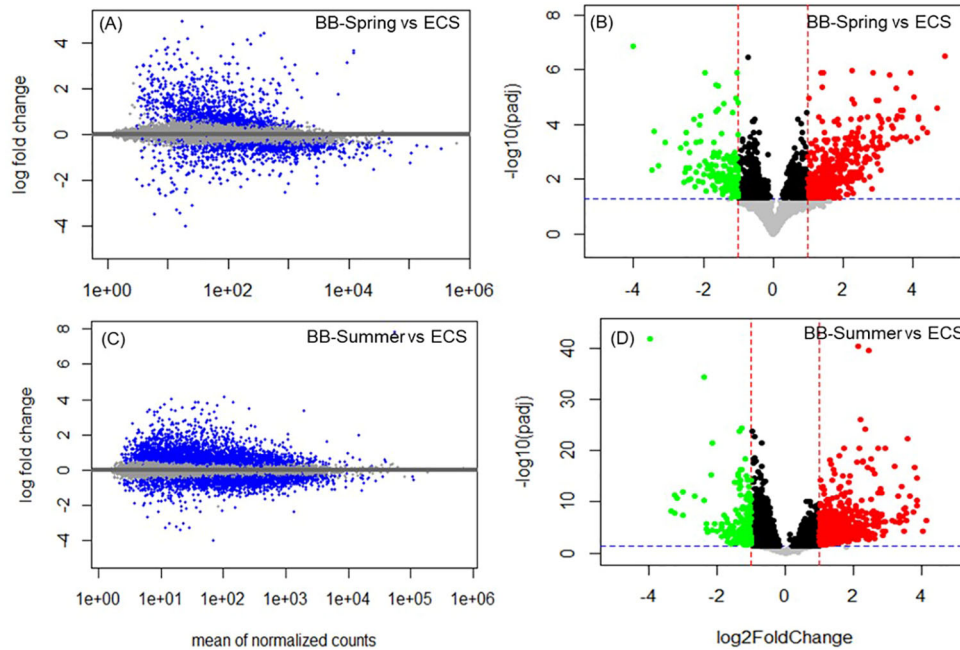 (A) BB-Spring vs ECS
log fold change
4
2
0
-2
-4
1e+00 1e+02 1e+04 1e+06
(B) BB-Spring vs ECS
-log10(padj)
8
6
4
2
0
-4 -2 0 2 4
(C) BB-Summer vs ECS
log fold change
8
6
4
2
0
-2
-4
1e+00 1e+01 1e+02 1e+03 1e+04 1e+05 1e+06
mean of normalized counts
(D) BB-Summer vs ECS
-log10(padj)
40
30
20
10
0
-4 -2 0 2 4
log2FoldChange